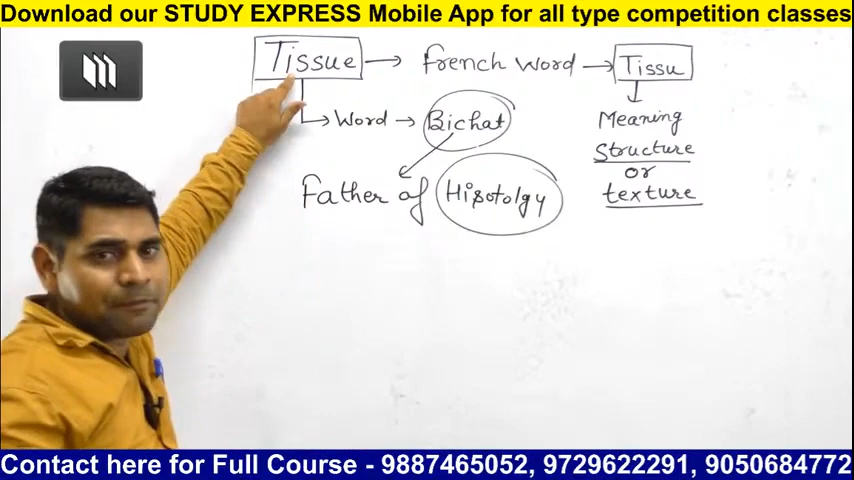 Download our STUDY EXPRESS Mobile App for all type competition classes
Tissue → French Word → Tissu
→ Word → Bichat
Meaning
Structure
or
texture
Father of Hisotolgy
Contact here for Full Course - 9887465052, 9729622291, 9050684772